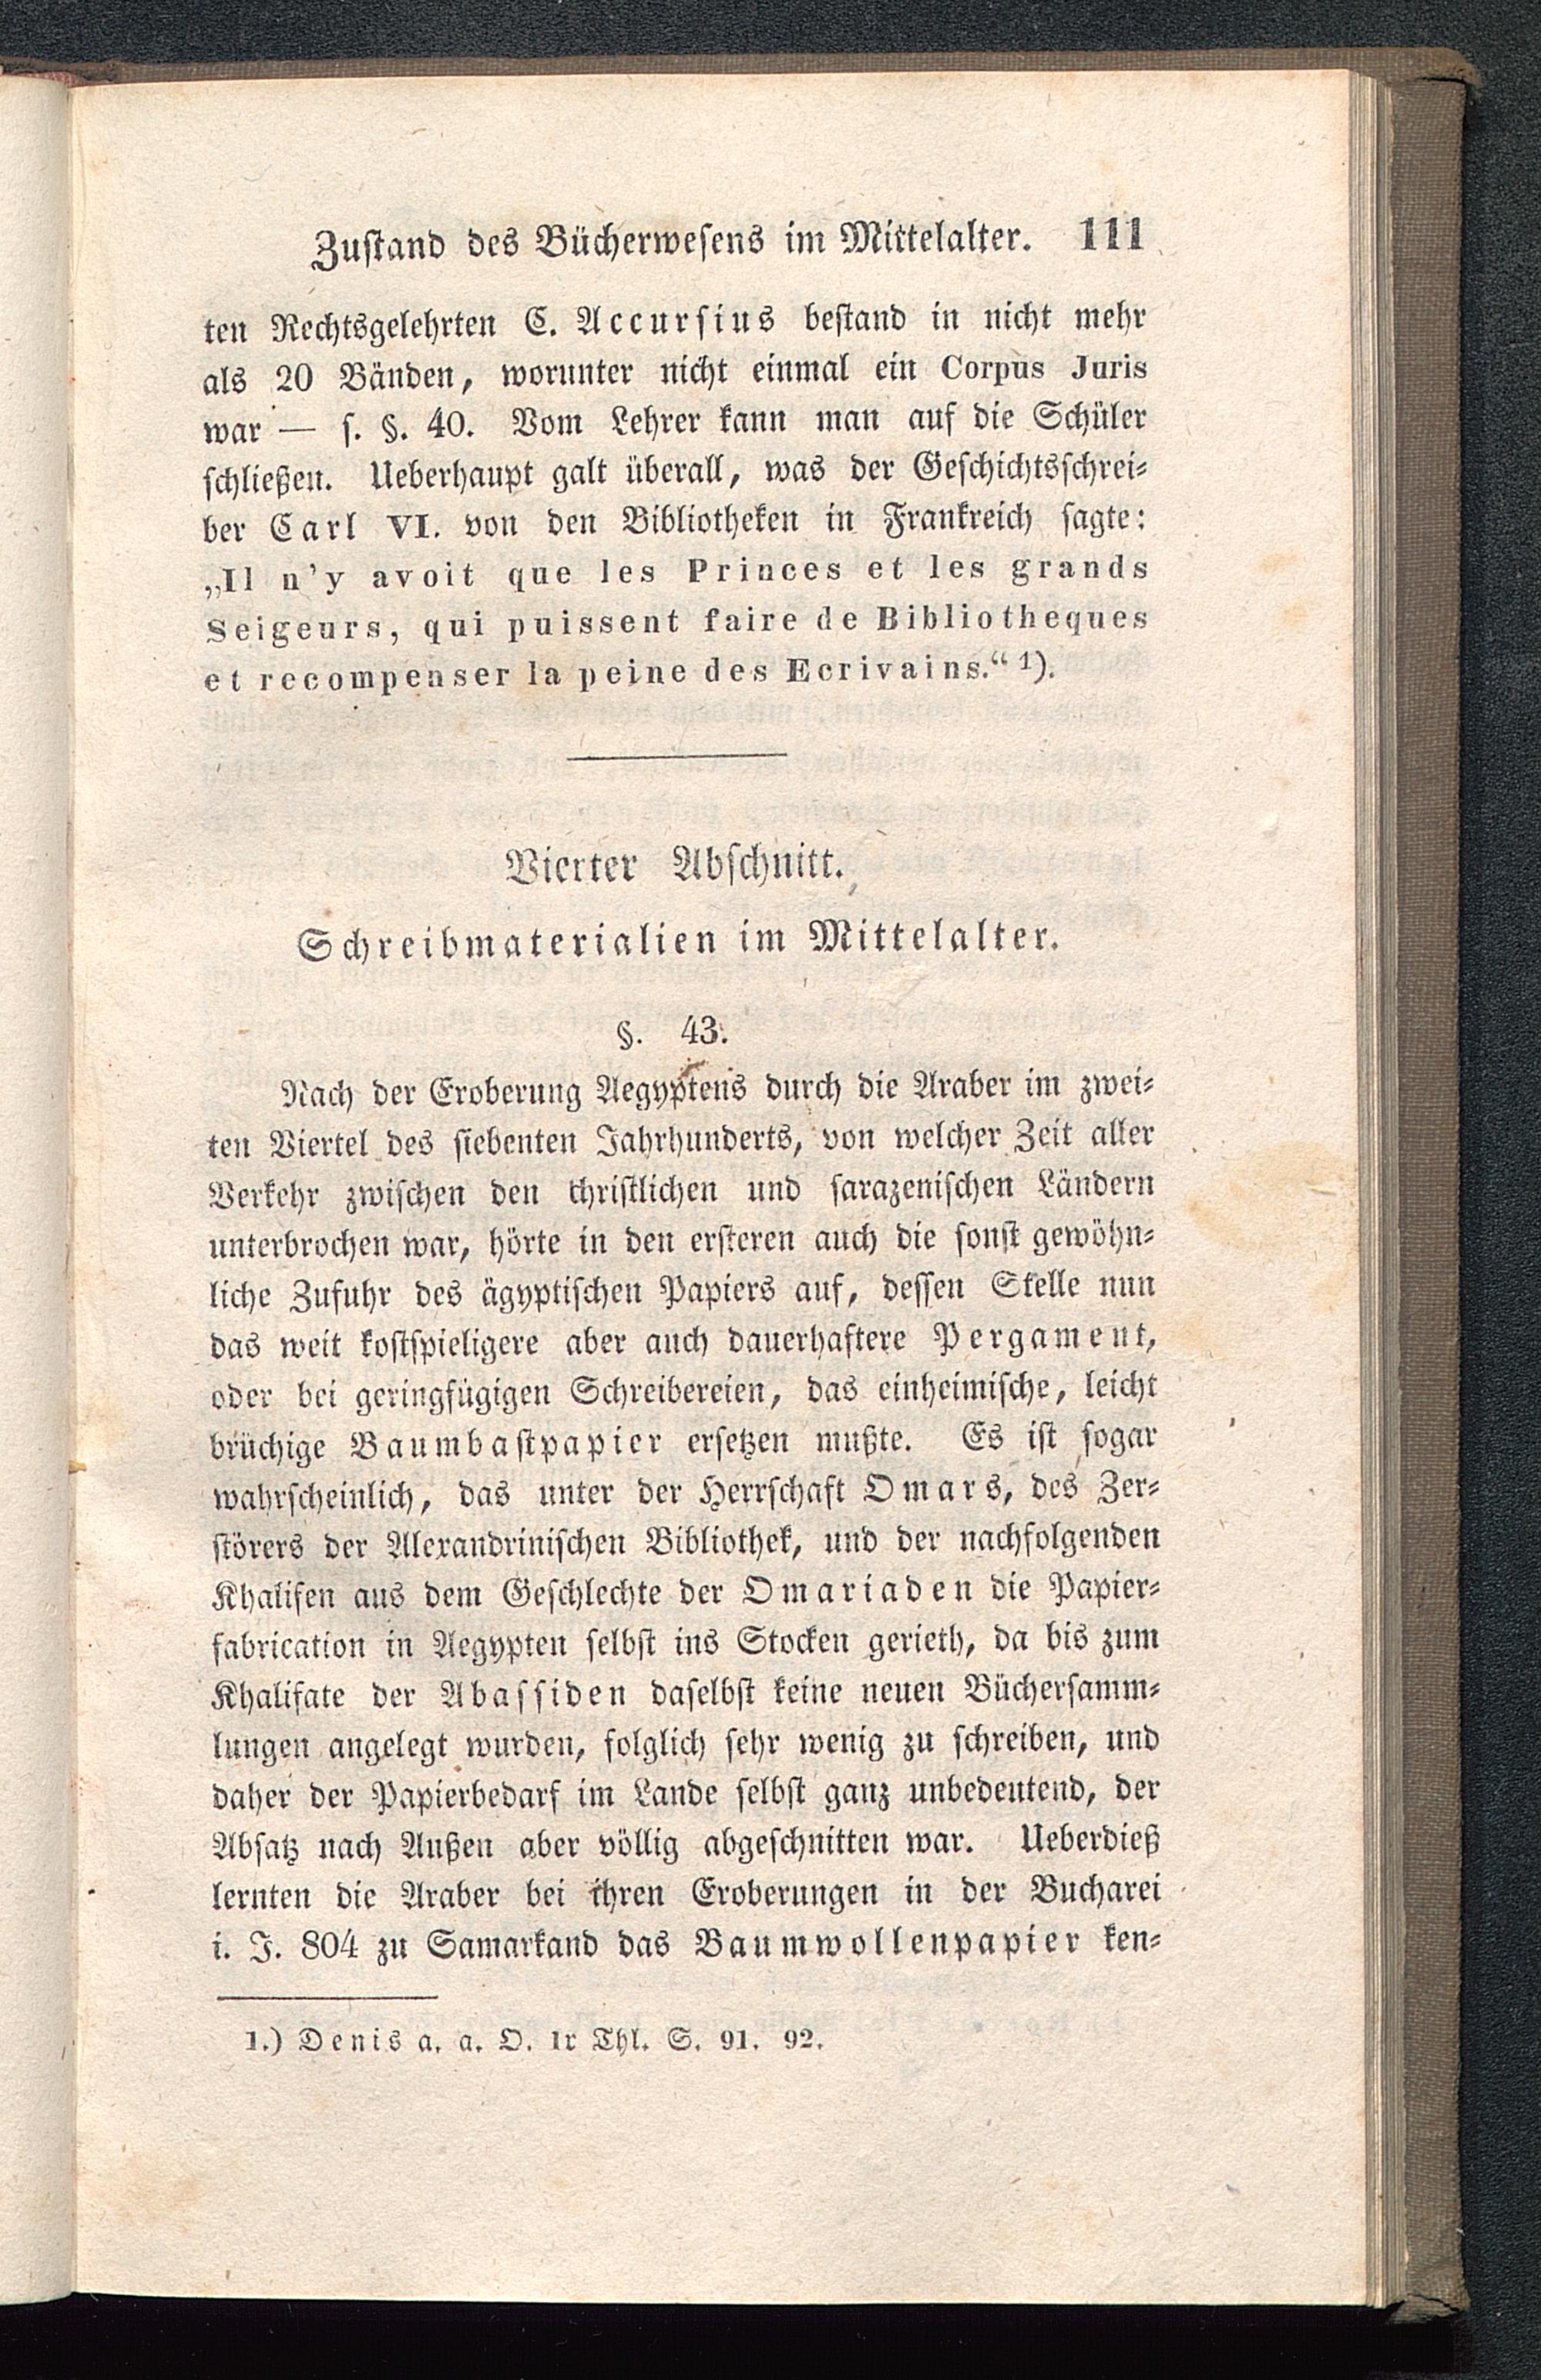 Zustand des Bücherwesens im Mittelalter. 111
ten Rechtsgelehrten C. Accursius bestand in nicht mehr
als 20 Bänden, worunter nicht einmal ein Corpus Juris
war — s. §. 40. Vom Lehrer kann man auf die Schüler
schließen. Ueberhaupt galt überall, was der Geschichtsschrei-
ber Carl VI. von den Bibliotheken in Frankreich sagte:
„Il n'y avoit que les Princes et les grands
Seigeurs, qui puissent faire de Bibliotheques
et recompenser la peine des Ecrivains.“ 1).
Vierter Abschnitt.
Schreibmaterialien im Mittelalter.
§. 43.
Nach der Eroberung Aegyptens durch die Araber im zwei-
ten Viertel des siebenten Jahrhunderts, von welcher Zeit aller
Verkehr zwischen den christlichen und sarazenischen Ländern
unterbrochen war, hörte in den ersteren auch die sonst gewöhn-
liche Zufuhr des ägyptischen Papiers auf, dessen Stelle nun
das weit kostspieligere aber auch dauerhaftere Pergament,
oder bei geringfügigen Schreibereien, das einheimische, leicht
brüchige Baumbastpapier ersetzen mußte. Es ist sogar
wahrscheinlich, das unter der Herrschaft Omars, des Zer-
störers der Alexandrinischen Bibliothek, und der nachfolgenden
Khalifen aus dem Geschlechte der Omariaden die Papier-
fabrication in Aegypten selbst ins Stocken gerieth, da bis zum
Khalifate der Abassiden daselbst keine neuen Büchersamm-
lungen angelegt wurden, folglich sehr wenig zu schreiben, und
daher der Papierbedarf im Lande selbst ganz unbedeutend, der
Absatz nach Außen aber völlig abgeschnitten war. Ueberdieß
lernten die Araber bei ihren Eroberungen in der Bucharei
i. J. 804 zu Samarkand das Baumwollenpapier ken-
1.) Denis a. a. O. 1r Thl. S. 91. 92.